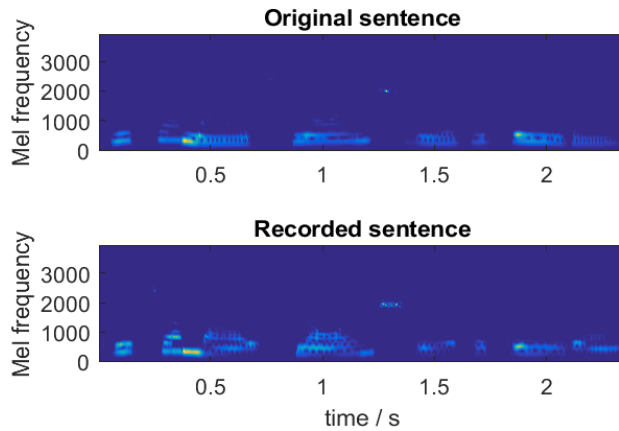 Original sentence
Mel frequency
3000
2000
1000
0
0.5 1 1.5 2
Recorded sentence
Mel frequency
3000
2000
1000
0
0.5 1 1.5 2
time / s